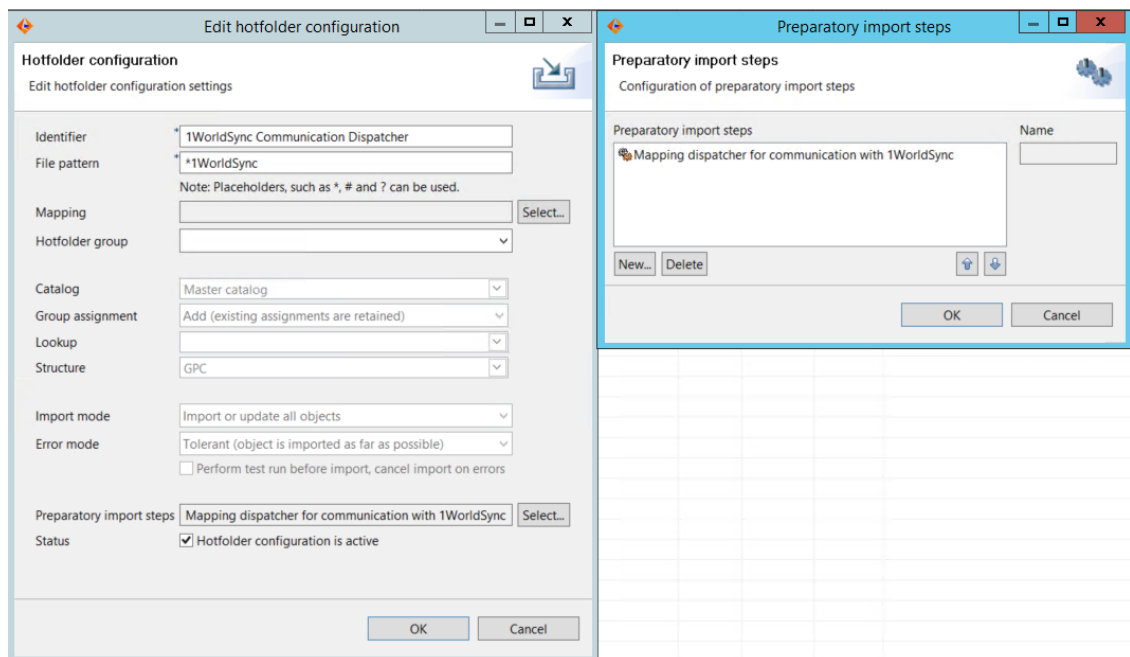 Edit hotfolder configuration
Hotfolder configuration
Edit hotfolder configuration settings
Identifier * 1WorldSync Communication Dispatcher
File pattern * *1WorldSync
Note: Placeholders, such as *, # and ? can be used.
Mapping Select...
Hotfolder group
Catalog Master catalog
Group assignment Add (existing assignments are retained)
Lookup
Structure GPC
Import mode Import or update all objects
Error mode Tolerant (object is imported as far as possible)
Perform test run before import, cancel import on errors
Preparatory import steps Mapping dispatcher for communication with 1WorldSync Select...
Status Hotfolder configuration is active
OK Cancel
Preparatory import steps
Preparatory import steps
Configuration of preparatory import steps
Preparatory import steps Name
Mapping dispatcher for communication with 1WorldSync
New... Delete
OK Cancel